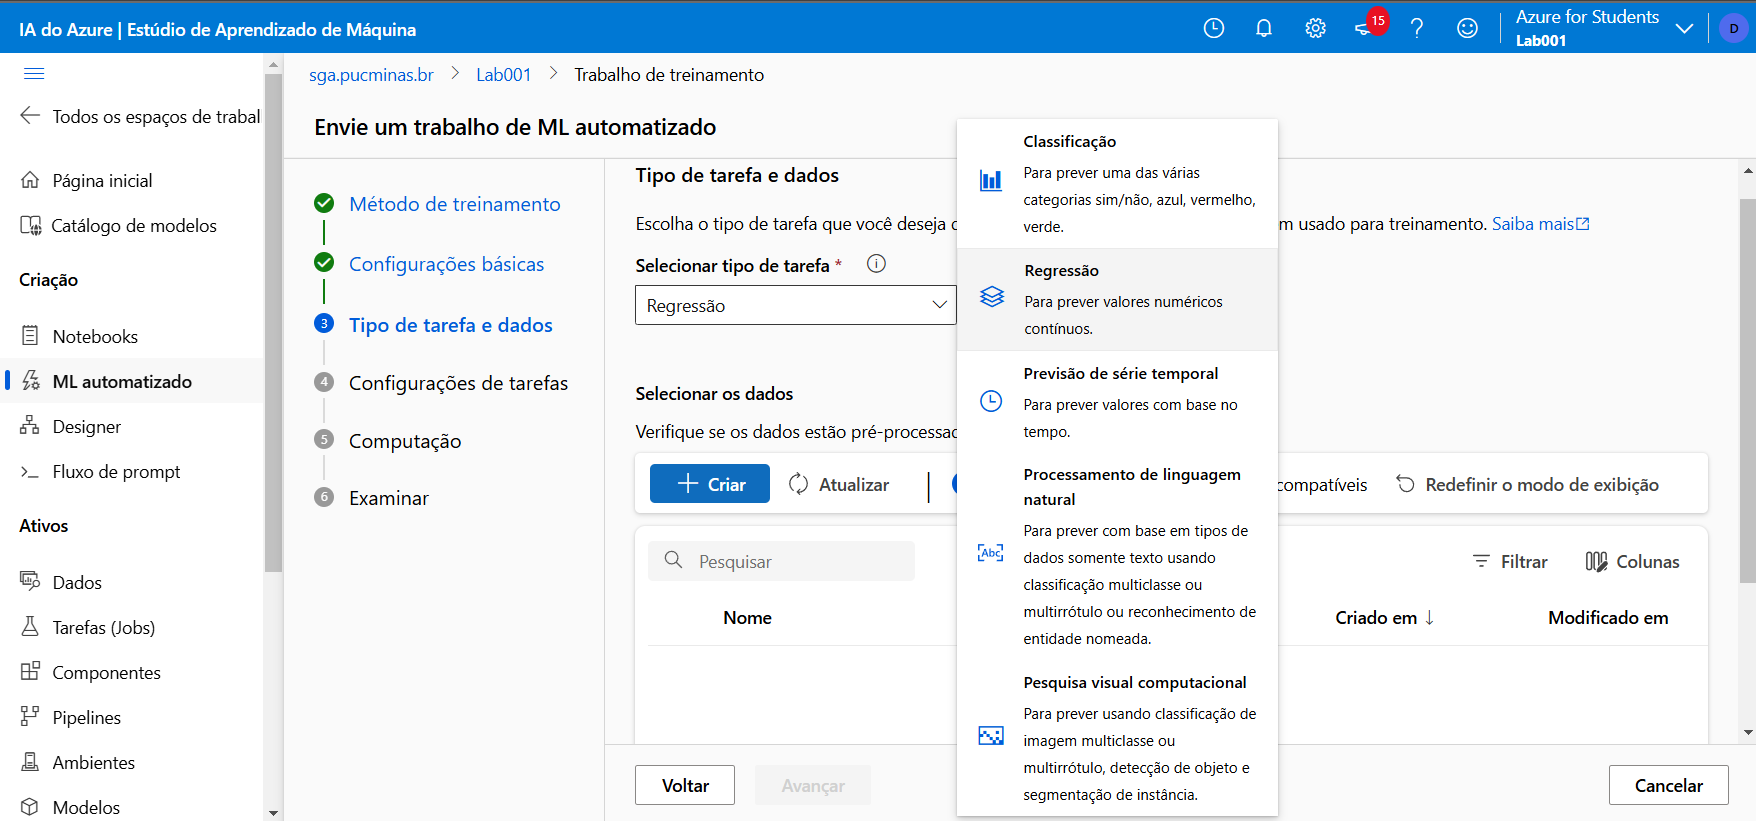 IA do Azure | Estúdio de Aprendizado de Máquina
15
Azure for Students
Lab001
D
Todos os espaços de trabal
Página inicial
Catálogo de modelos
Criação
Notebooks
ML automatizado
Designer
Fluxo de prompt
Ativos
Dados
Tarefas (Jobs)
Componentes
Pipelines
Ambientes
Modelos
sga.pucminas.br > Lab001 > Trabalho de treinamento
Envie um trabalho de ML automatizado
Método de treinamento
Configurações básicas
3 Tipo de tarefa e dados
4 Configurações de tarefas
5 Computação
6 Examinar
Tipo de tarefa e dados
Escolha o tipo de tarefa que você deseja
m usado para treinamento. Saiba mais
Selecionar tipo de tarefa *
Regressão
Selecionar os dados
Verifique se os dados estão pré-processad
Criar
Atualizar
compatíveis
Redefinir o modo de exibição
Pesquisar
Filtrar
Colunas
Nome
Criado em ↓
Modificado em
Voltar
Avançar
Cancelar
Classificação
Para prever uma das várias
categorias sim/não, azul, vermelho,
verde.
Regressão
Para prever valores numéricos
contínuos.
Previsão de série temporal
Para prever valores com base no
tempo.
Processamento de linguagem
natural
Abc
Para prever com base em tipos de
dados somente texto usando
classificação multiclasse ou
multirrótulo ou reconhecimento de
entidade nomeada.
Pesquisa visual computacional
Para prever usando classificação de
imagem multiclasse ou
multirrótulo, detecção de objeto e
segmentação de instância.